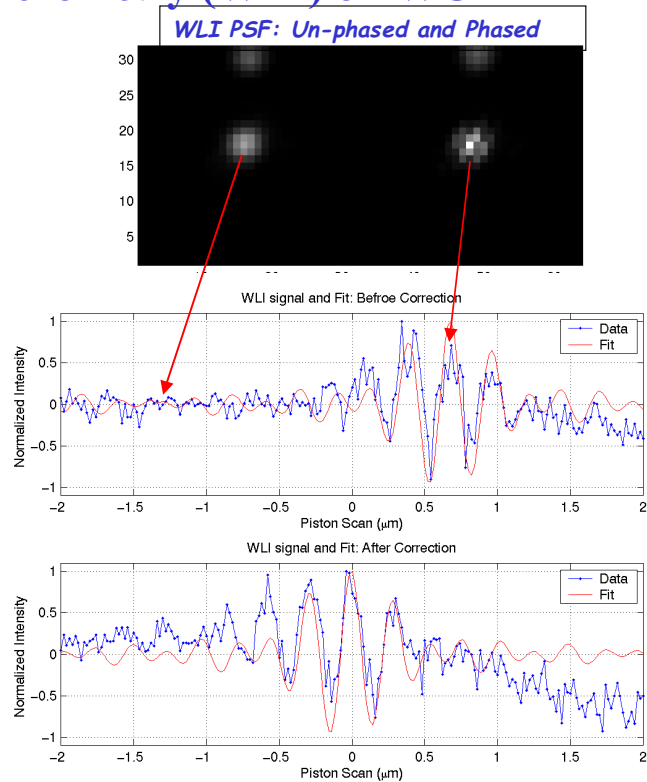 WLI PSF: Un-phased and Phased
30
25
20
15
10
5
WLI signal and Fit: Befroe Correction
Normalized Intensity
1
0.5
0
−0.5
−1
Data
Fit
−2 −1.5 −1 −0.5 0 0.5 1 1.5 2
Piston Scan (μm)
WLI signal and Fit: After Correction
Normalized Intensity
1
0.5
0
−0.5
−1
Data
Fit
−2 −1.5 −1 −0.5 0 0.5 1 1.5 2
Piston Scan (μm)